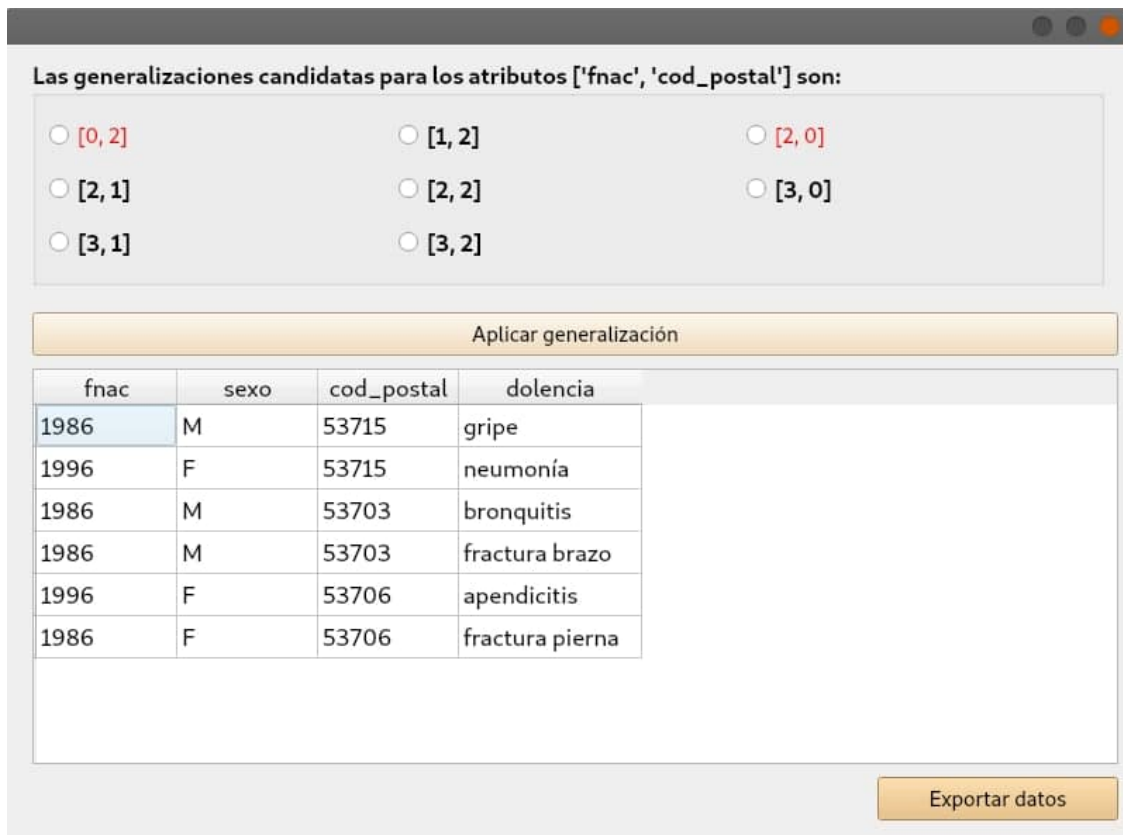 Las generalizaciones candidatas para los atributos ['fnac', 'cod_postal'] son:
[0, 2] [1, 2] [2, 0]
[2, 1] [2, 2] [3, 0]
[3, 1] [3, 2]
Aplicar generalización
fnac sexo cod_postal dolencia
1986 M 53715 gripe
1996 F 53715 neumonía
1986 M 53703 bronquitis
1986 M 53703 fractura brazo
1996 F 53706 apendicitis
1986 F 53706 fractura pierna
Exportar datos